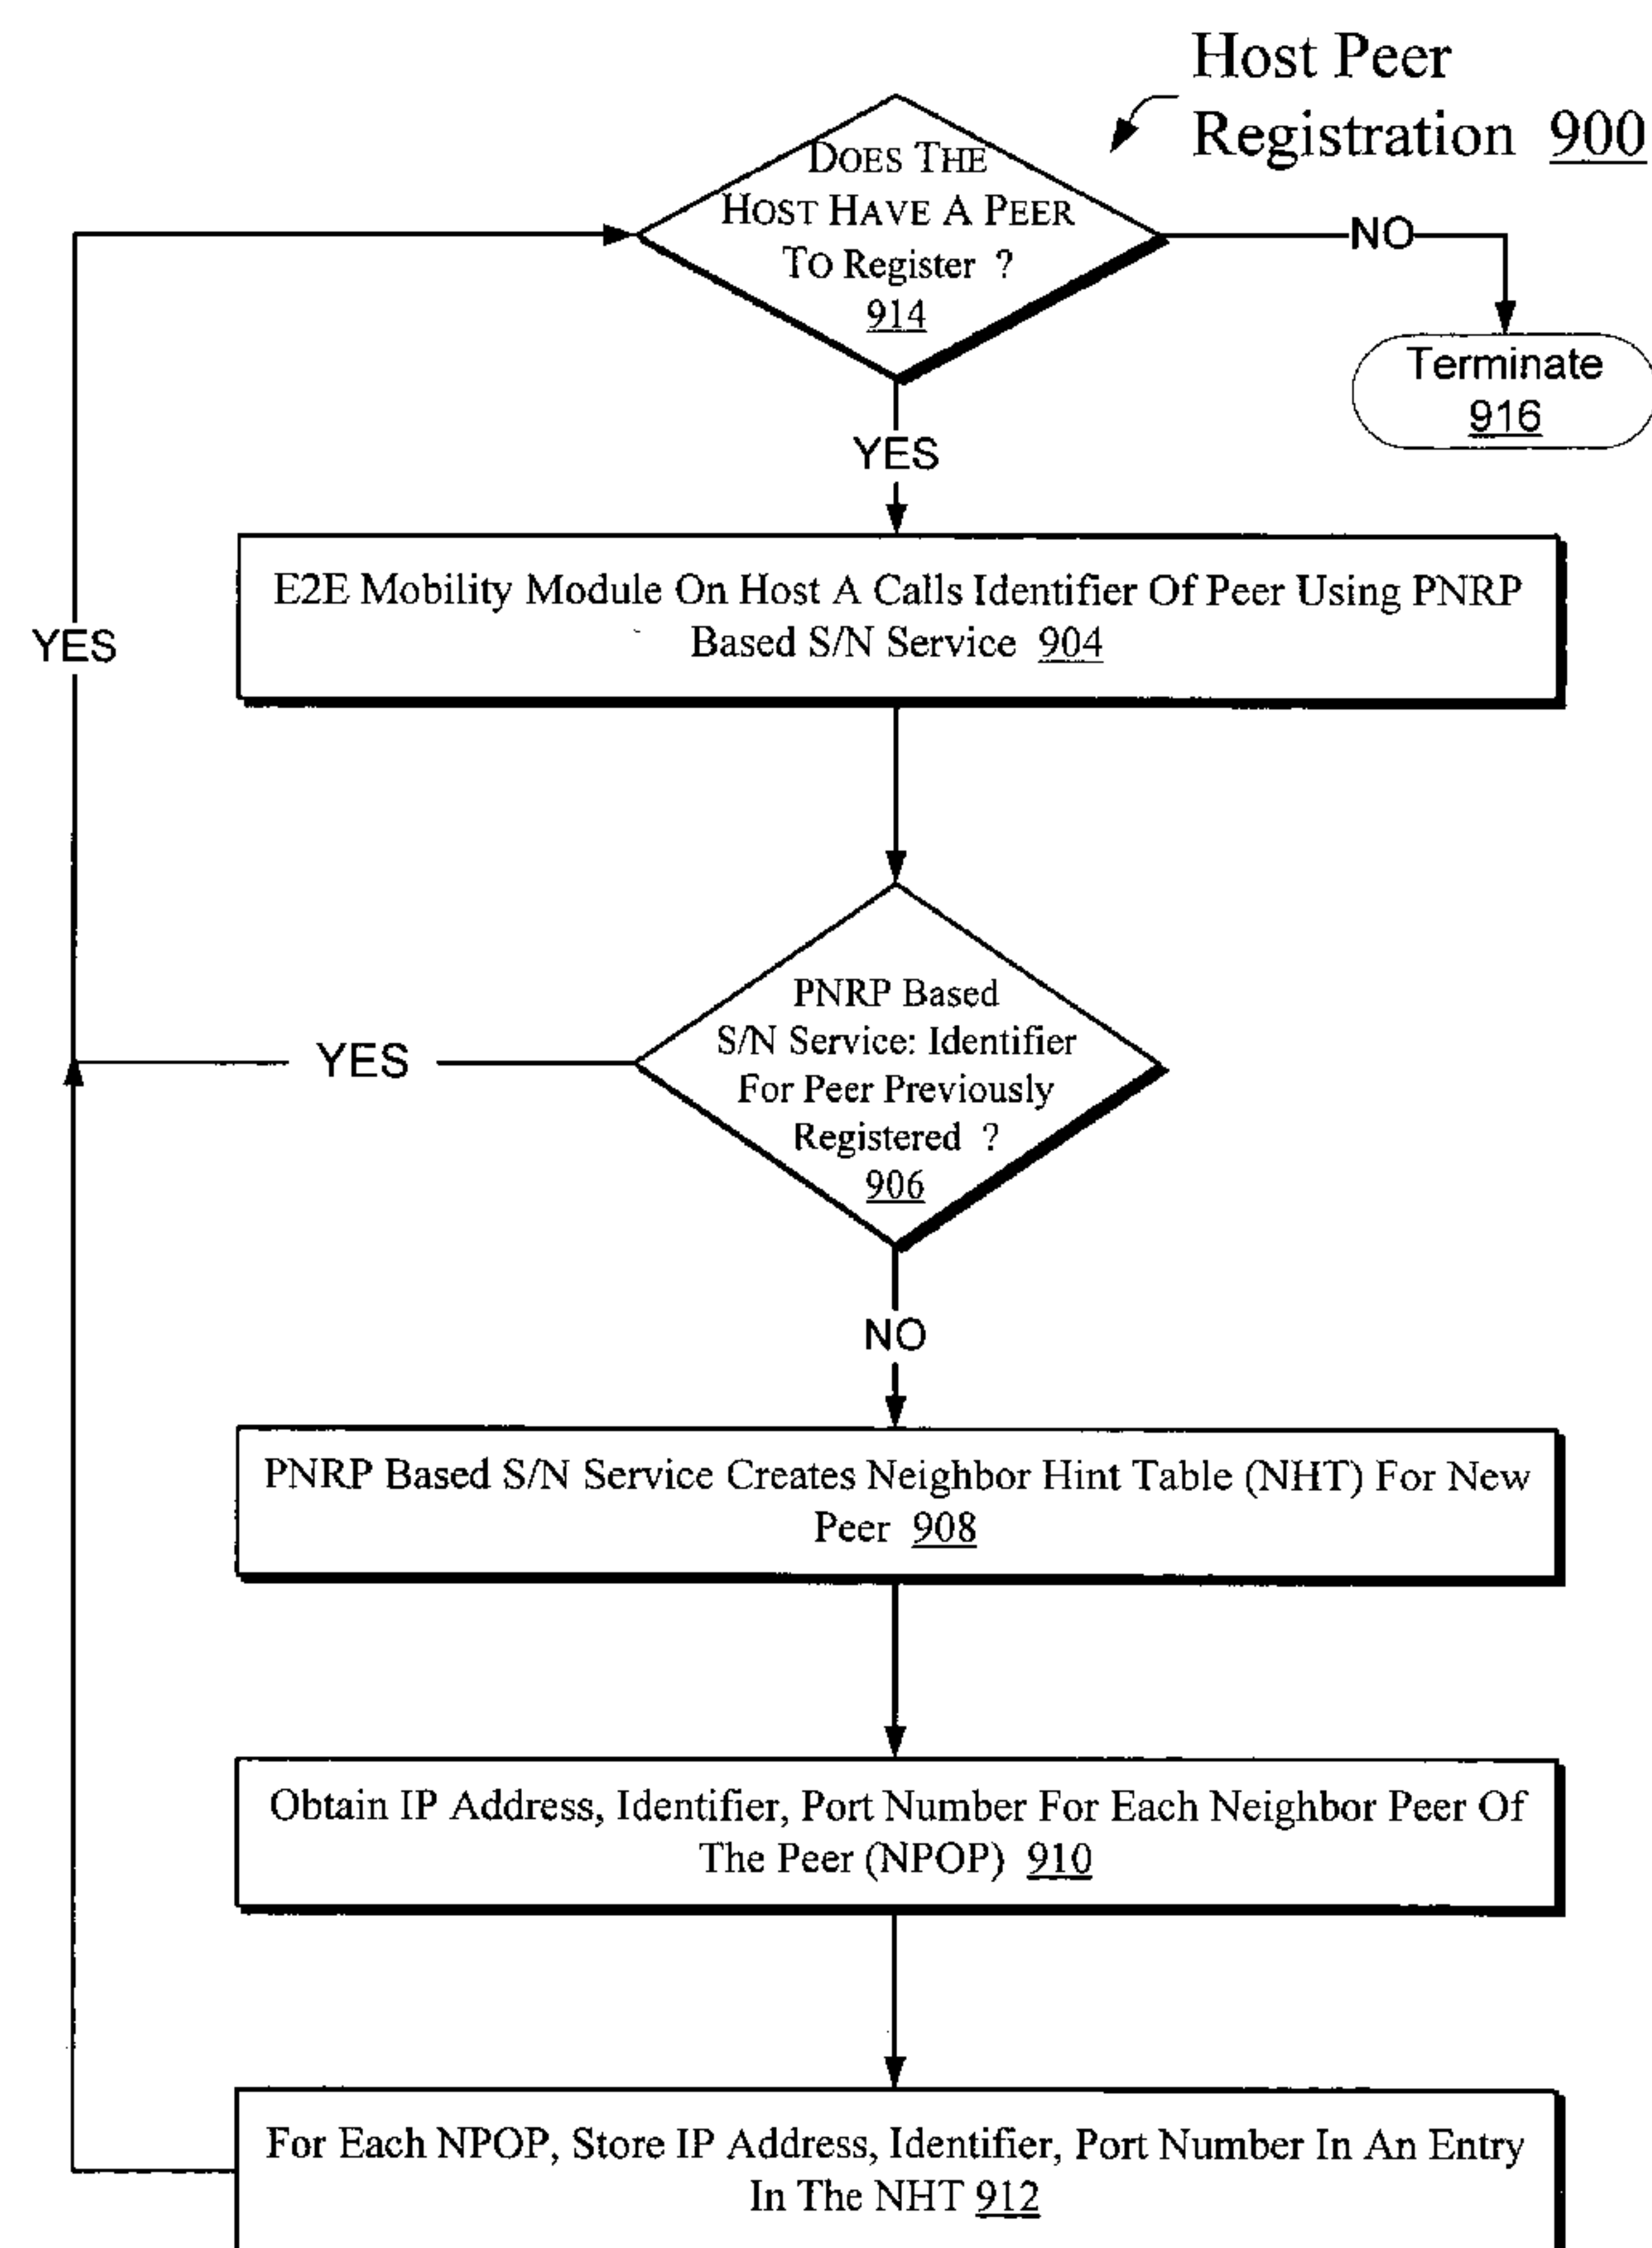 Host Peer
Registration 900
DOES THE
HOST HAVE A PEER
TO Register ?
914
NO
Terminate
916
YES
E2E Mobility Module On Host A Calls Identifier Of Peer Using PNRP
Based S/N Service 904
YES
PNRP Based
S/N Service: Identifier
For Peer Previously
Registered ?
906
YES
NO
PNRP Based S/N Service Creates Neighbor Hint Table (NHT) For New
Peer 908
Obtain IP Address, Identifier, Port Number For Each Neighbor Peer Of
The Peer (NPOP) 910
For Each NPOP, Store IP Address, Identifier, Port Number In An Entry
In The NHT 912